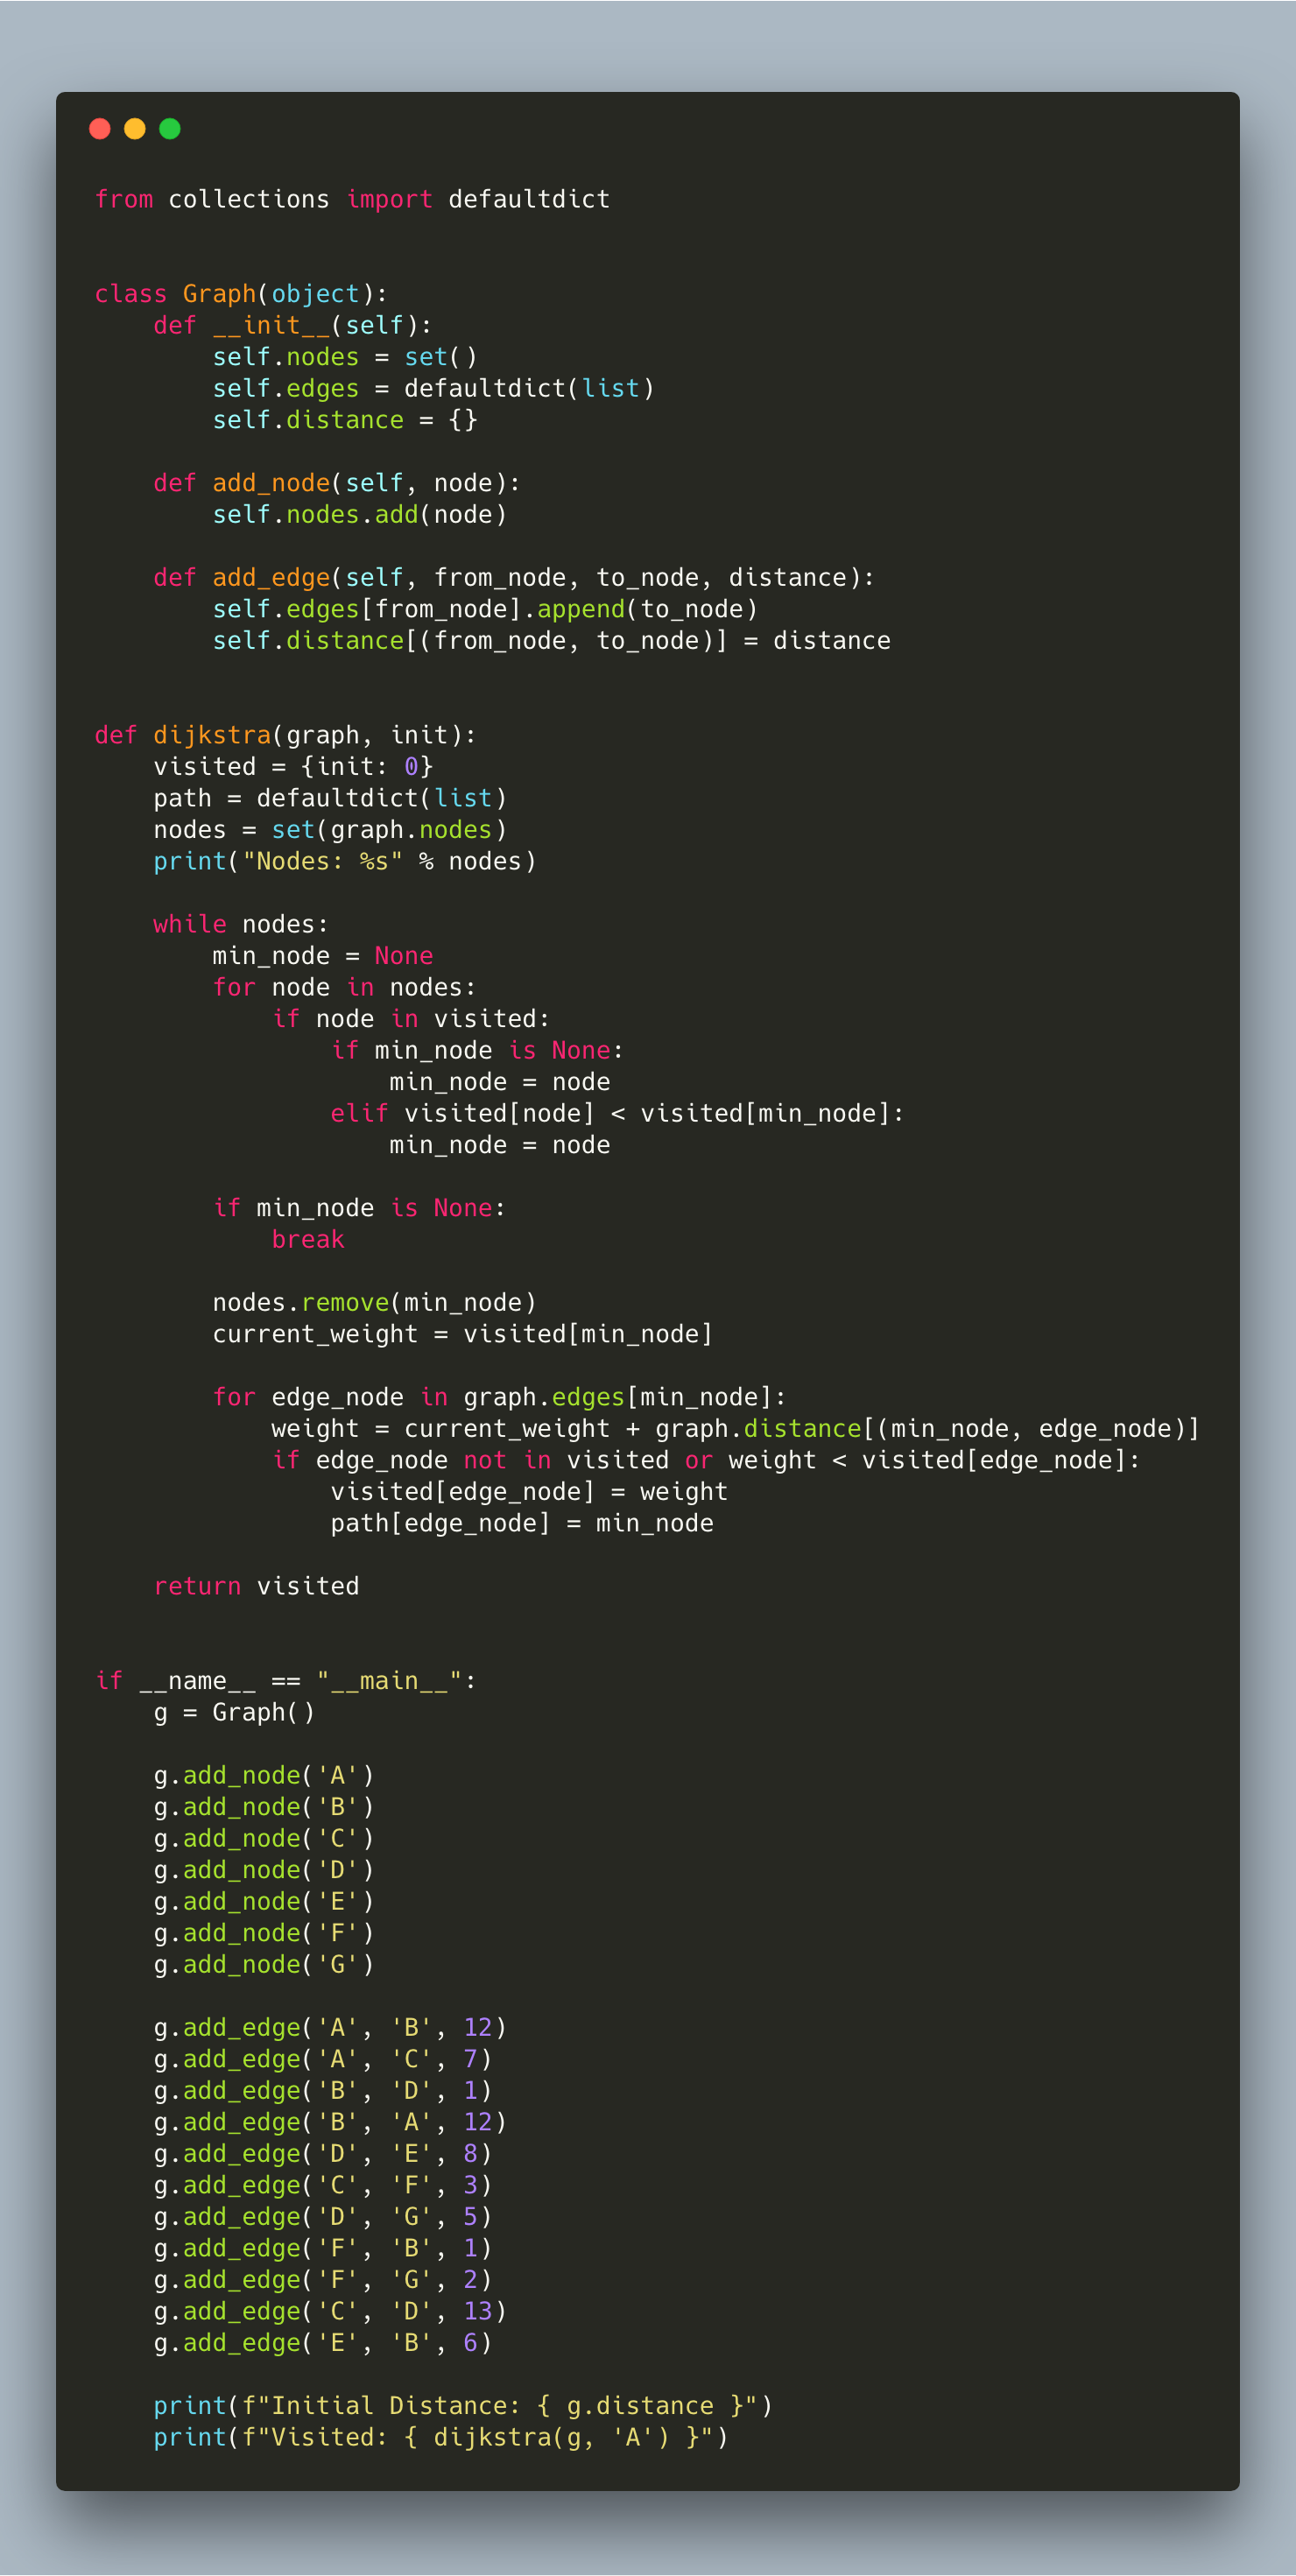 from collections import defaultdict


class Graph(object):
    def __init__(self):
        self.nodes = set()
        self.edges = defaultdict(list)
        self.distance = {}

    def add_node(self, node):
        self.nodes.add(node)

    def add_edge(self, from_node, to_node, distance):
        self.edges[from_node].append(to_node)
        self.distance[(from_node, to_node)] = distance


def dijkstra(graph, init):
    visited = {init: 0}
    path = defaultdict(list)
    nodes = set(graph.nodes)
    print("Nodes: %s" % nodes)

    while nodes:
        min_node = None
        for node in nodes:
            if node in visited:
                if min_node is None:
                    min_node = node
                elif visited[node] < visited[min_node]:
                    min_node = node

        if min_node is None:
            break

        nodes.remove(min_node)
        current_weight = visited[min_node]

        for edge_node in graph.edges[min_node]:
            weight = current_weight + graph.distance[(min_node, edge_node)]
            if edge_node not in visited or weight < visited[edge_node]:
                visited[edge_node] = weight
                path[edge_node] = min_node

    return visited


if __name__ == "__main__":
    g = Graph()

    g.add_node('A')
    g.add_node('B')
    g.add_node('C')
    g.add_node('D')
    g.add_node('E')
    g.add_node('F')
    g.add_node('G')

    g.add_edge('A', 'B', 12)
    g.add_edge('A', 'C', 7)
    g.add_edge('B', 'D', 1)
    g.add_edge('B', 'A', 12)
    g.add_edge('D', 'E', 8)
    g.add_edge('C', 'F', 3)
    g.add_edge('D', 'G', 5)
    g.add_edge('F', 'B', 1)
    g.add_edge('F', 'G', 2)
    g.add_edge('C', 'D', 13)
    g.add_edge('E', 'B', 6)

    print(f"Initial Distance: { g.distance }")
    print(f"Visited: { dijkstra(g, 'A') }")